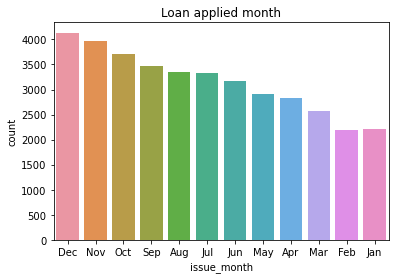 Loan applied month
4000
3500
3000
2500
2000
1500
1000
500
0
count
Dec Nov Oct Sep Aug Jul Jun May Apr Mar Feb Jan
issue_month